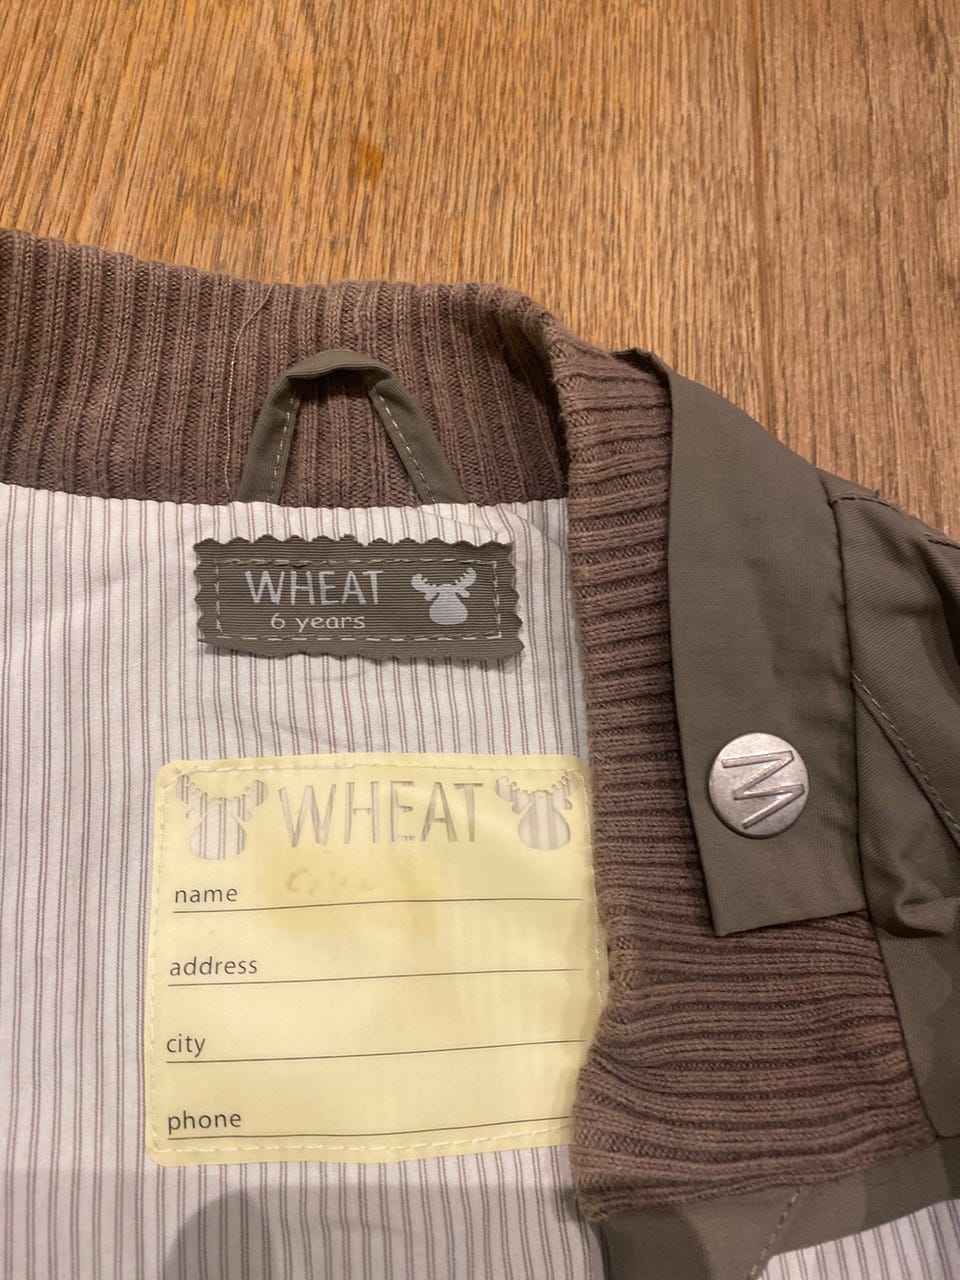 WHEAT
6 years
WHEAT
name
address
city
phone
W